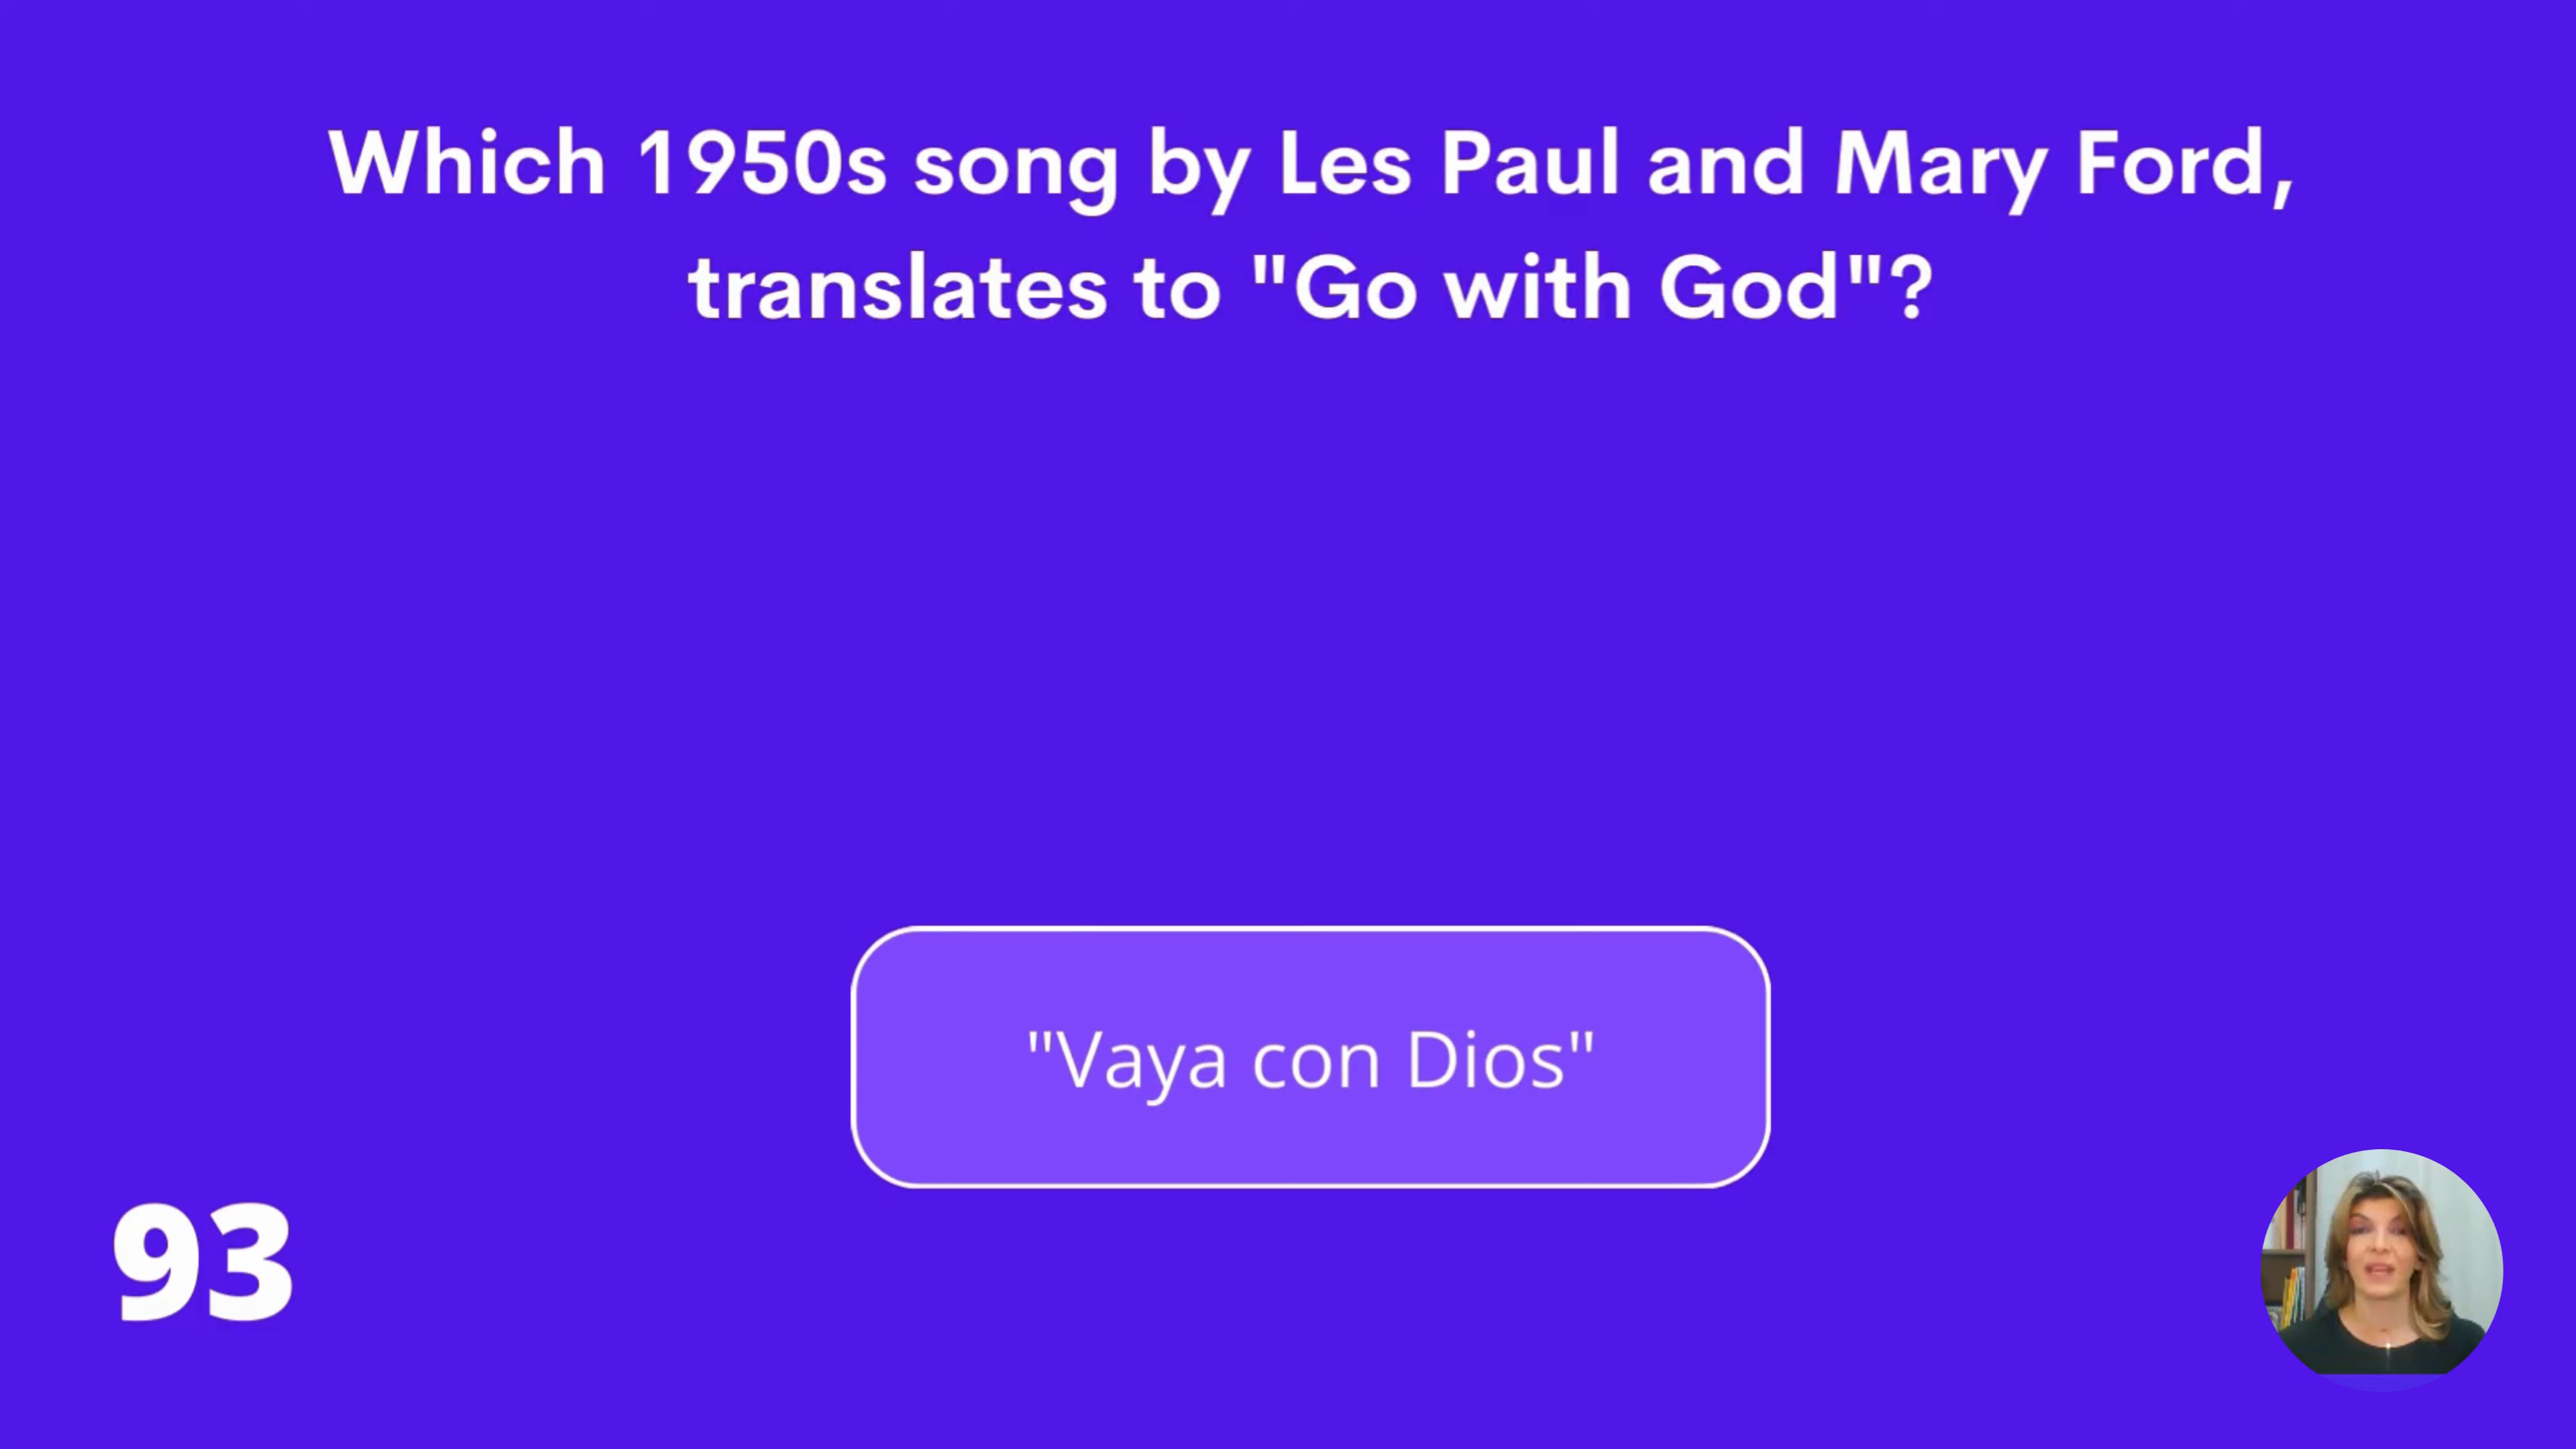 Which 1950s song by Les Paul and Mary Ford,
translates to "Go with God"?
"Vaya con Dios"
93